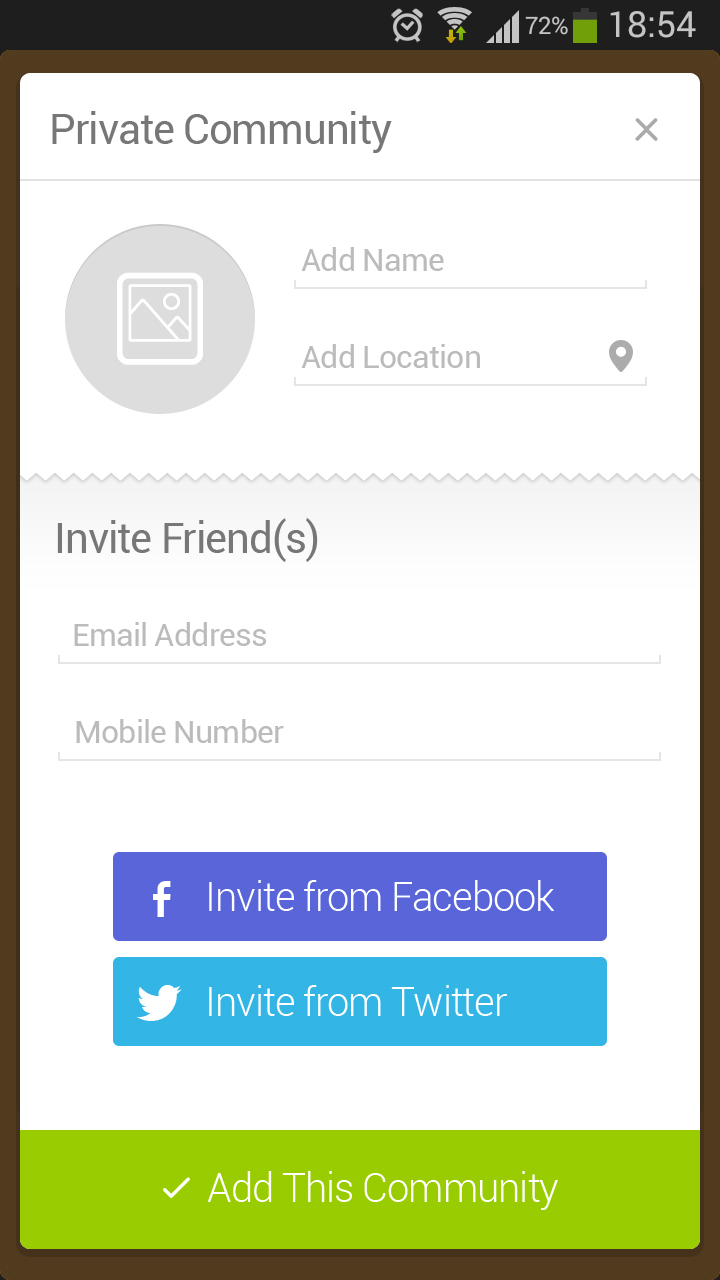 72% 18:54
Private Community
Add Name
Add Location
Invite Friend(s)
Email Address
Mobile Number
Invite from Facebook
Invite from Twitter
Add This Community